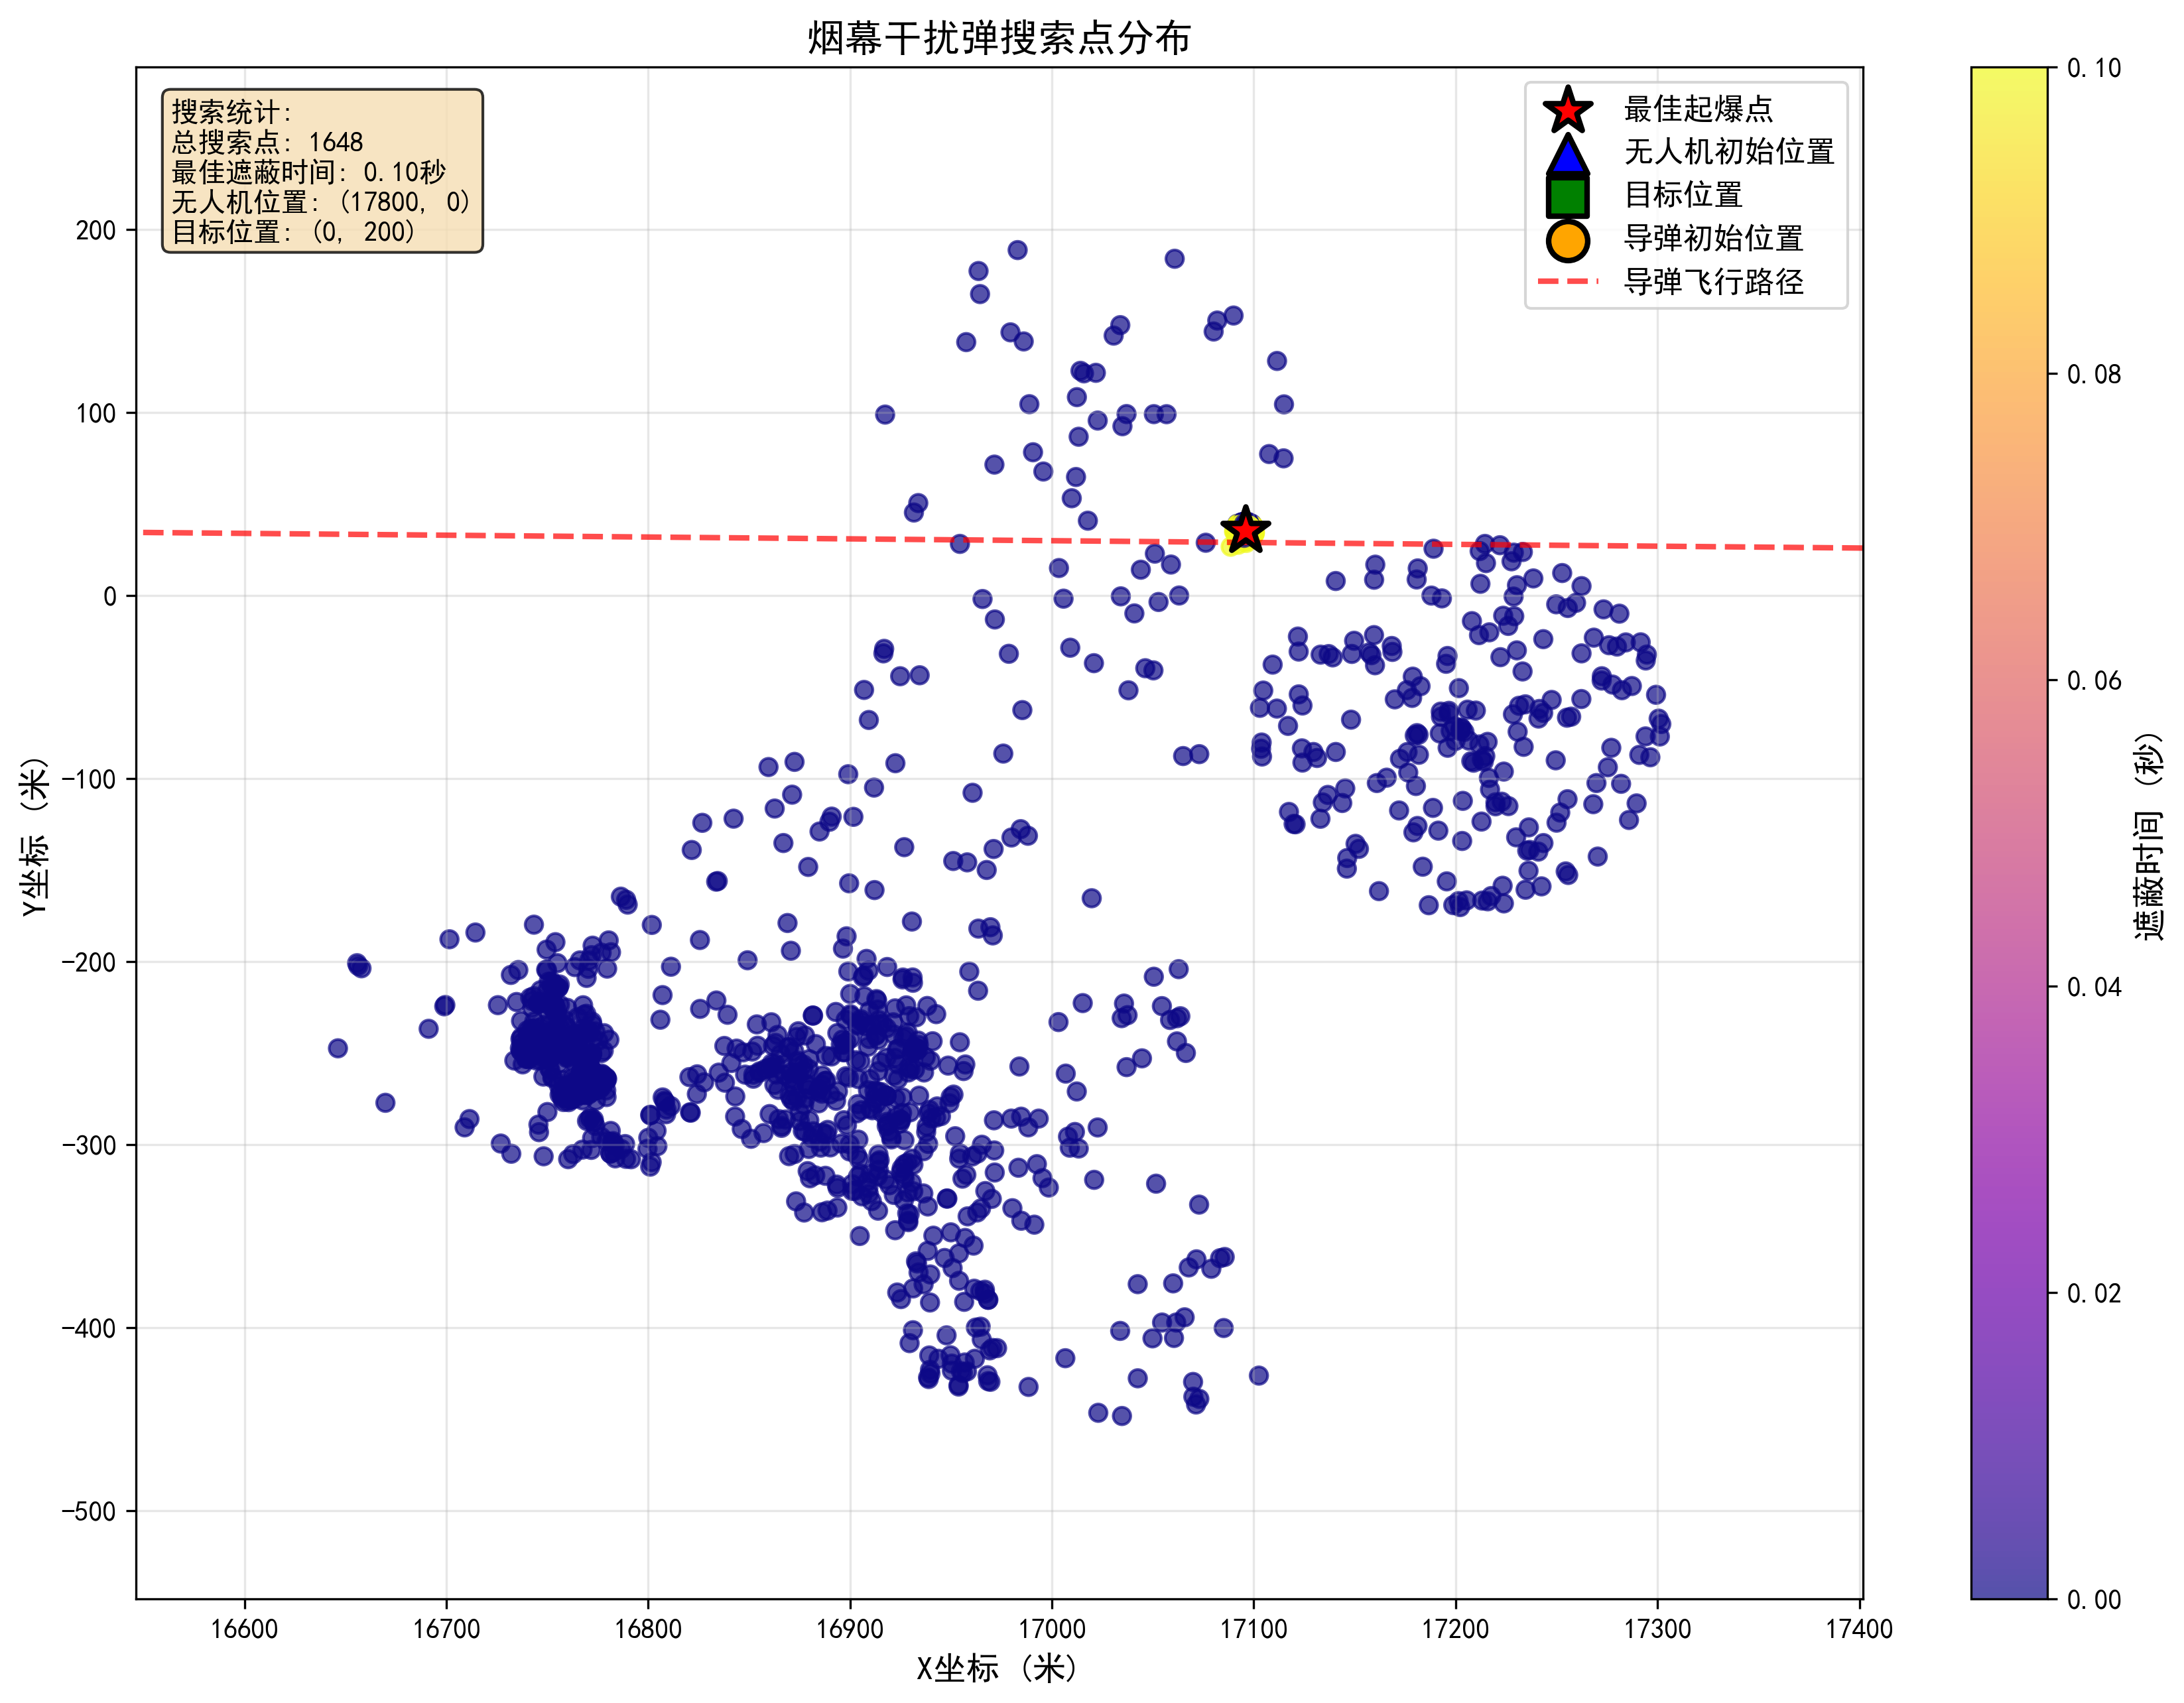 烟幕干扰弹搜索点分布
搜索统计:
总搜索点: 1648
最佳遮蔽时间: 0.10秒
无人机位置: (17800, 0)
目标位置: (0, 200)
最佳起爆点
无人机初始位置
目标位置
导弹初始位置
导弹飞行路径
Y坐标 (米)
200
100
0
−100
−200
−300
−400
−500
16600
16700
16800
16900
17000
17100
17200
17300
17400
X坐标 (米)
0.10
0.08
0.06
0.04
0.02
0.00
遮蔽时间 (秒)